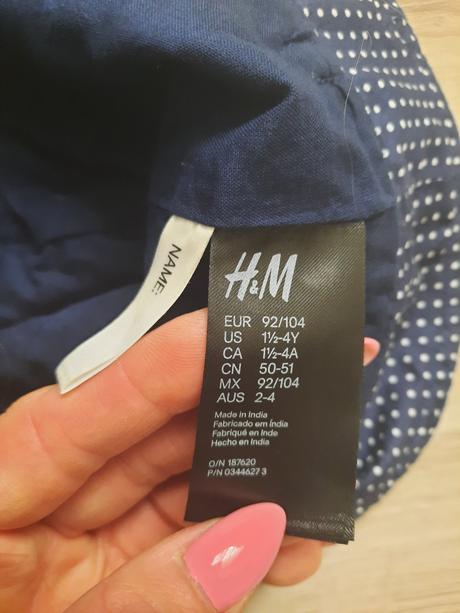 NAME:
H&M
EUR 92/104
US 1½-4Y
CA 1½-4A
CN 50-51
MX 92/104
AUS 2-4
Made in India
Fabricado em Índia
Fabriqué en Inde
Hecho en India
O/N 187620
P/N 0344627 3